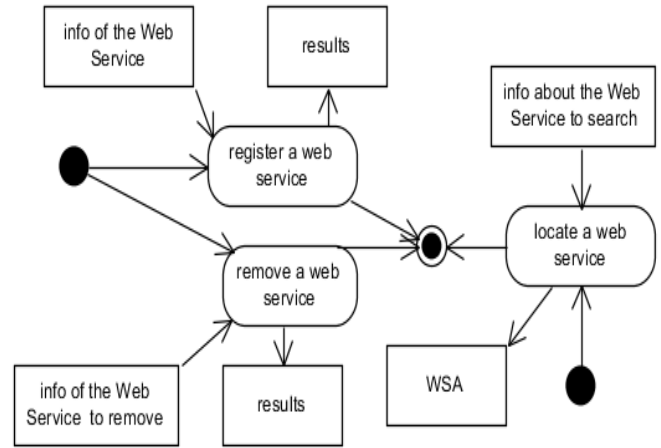 info of the Web
Service
results
info about the Web
Service to search
register a web
service
locate a web
service
remove a web
service
info of the Web
Service to remove
results
WSA